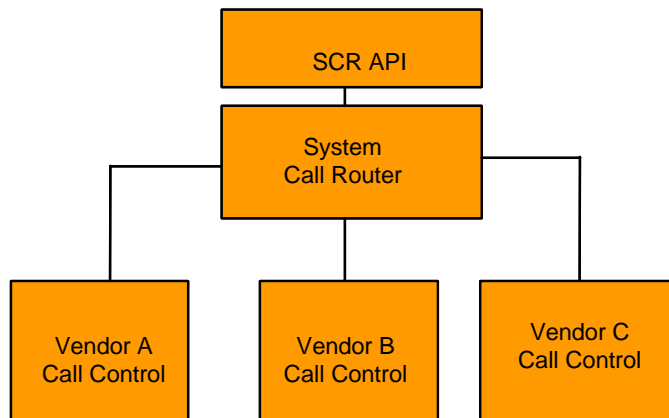 SCR API
System
Call Router
Vendor A
Call Control
Vendor B
Call Control
Vendor C
Call Control